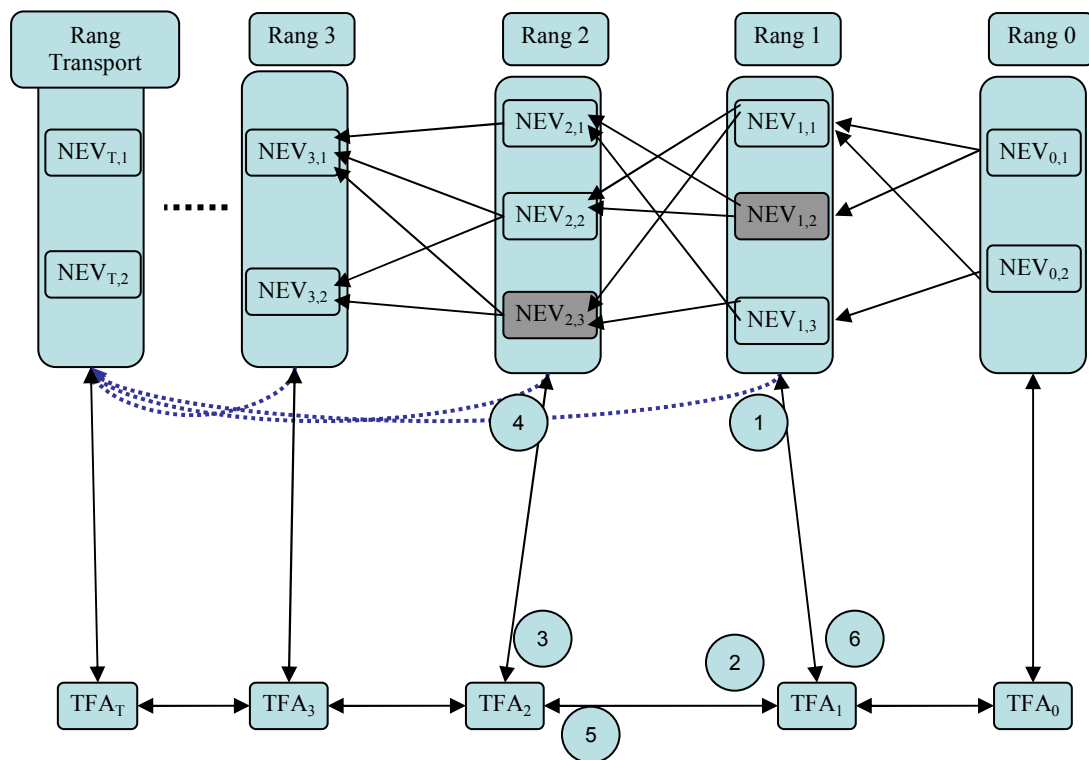 Rang Transport
Rang 3
Rang 2
Rang 1
Rang 0
NEV2,1
NEV1,1
NEVT,1
NEV3,1
NEV0,1
NEV2,2
NEV1,2
NEVT,2
NEV3,2
NEV0,2
NEV2,3
NEV1,3
4
1
3
2
6
TFAT
TFA3
TFA2
TFA1
TFA0
5